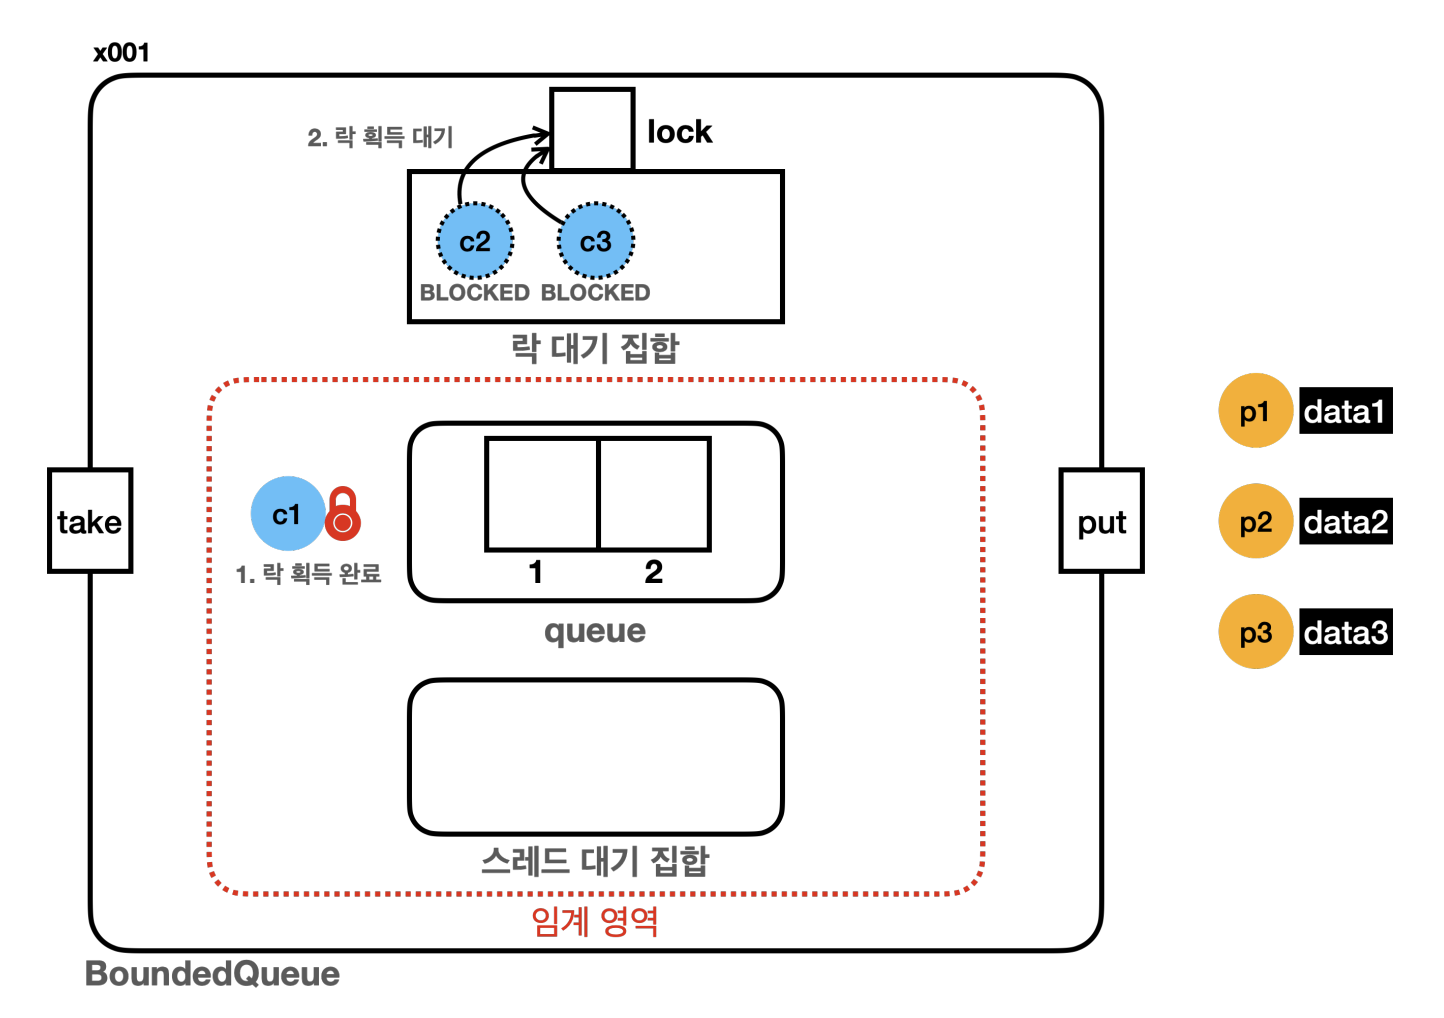 x001
lock
2. 락 획득 대기
c2
c3
BLOCKED
BLOCKED
락 대기 집합
take
c1
1. 락 획득 완료
1
2
queue
스레드 대기 집합
임계 영역
BoundedQueue
put
p1 data1
p2 data2
p3 data3